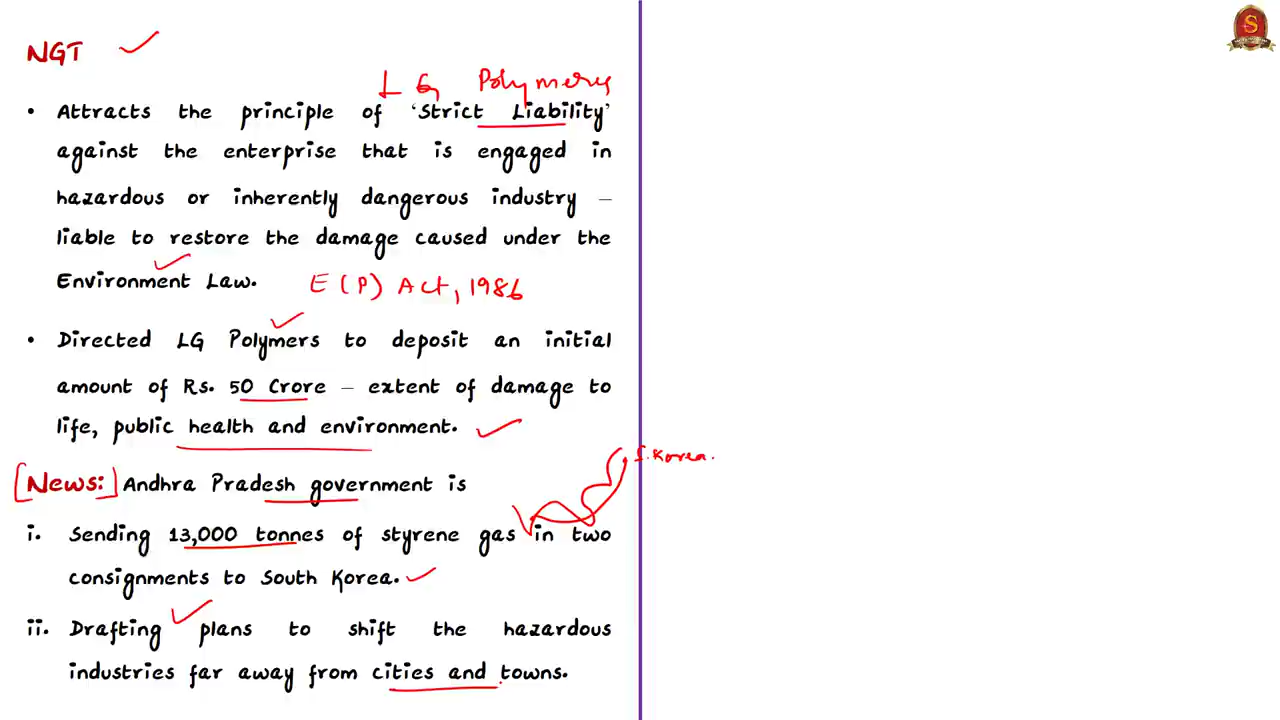 NGT
LG Polymers
• Attracts the principle of ‘Strict Liability’
against the enterprise that is engaged in
hazardous or inherently dangerous industry –
liable to restore the damage caused under the
Environment Law. E (P) Act, 1986
• Directed LG Polymers to deposit an initial
amount of Rs. 50 Crore – extent of damage to
life, public health and environment.
S. Korea.
[News:] Andhra Pradesh government is
i. Sending 13,000 tonnes of styrene gas in two
consignments to South Korea.
ii. Drafting plans to shift the hazardous
industries far away from cities and towns.
S